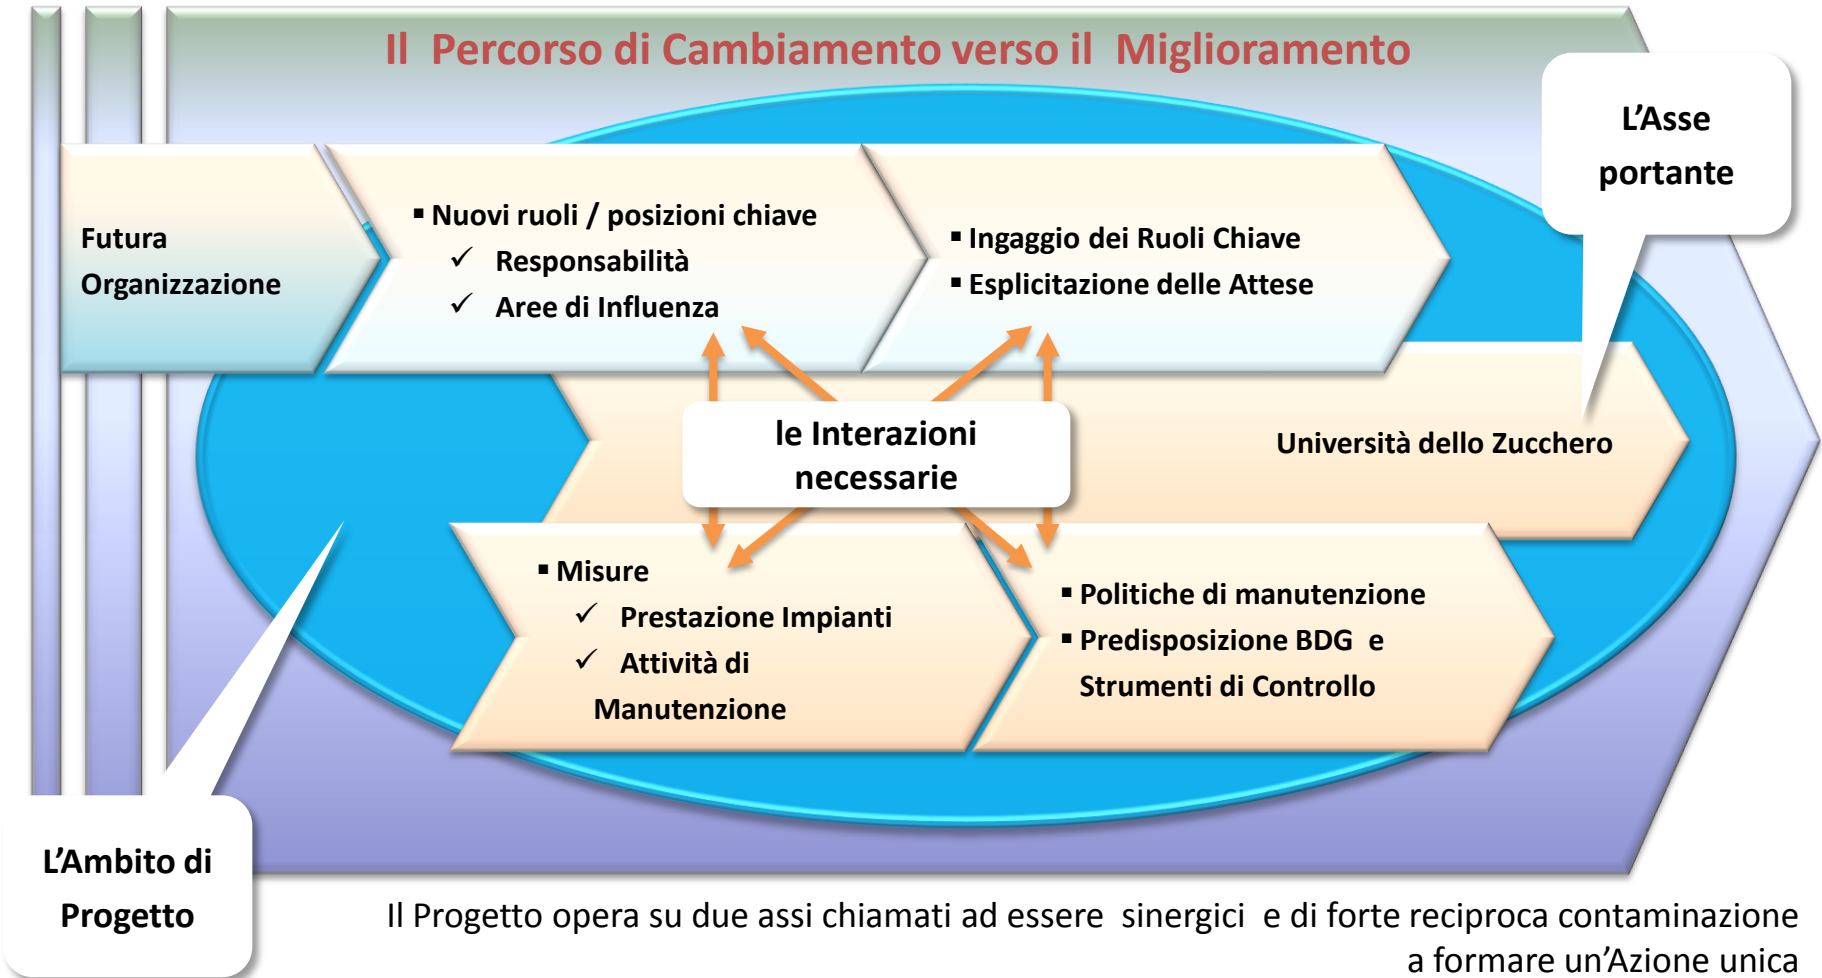 Il Percorso di Cambiamento verso il Miglioramento
L’Asse
portante
Futura
Organizzazione
▪ Nuovi ruoli / posizioni chiave
✓ Responsabilità
✓ Aree di Influenza
▪ Ingaggio dei Ruoli Chiave
▪ Esplicitazione delle Attese
le Interazioni
necessarie
Università dello Zucchero
▪ Misure
✓ Prestazione Impianti
✓ Attività di
Manutenzione
▪ Politiche di manutenzione
▪ Predisposizione BDG e
Strumenti di Controllo
L’Ambito di
Progetto
Il Progetto opera su due assi chiamati ad essere sinergici e di forte reciproca contaminazione
a formare un’Azione unica